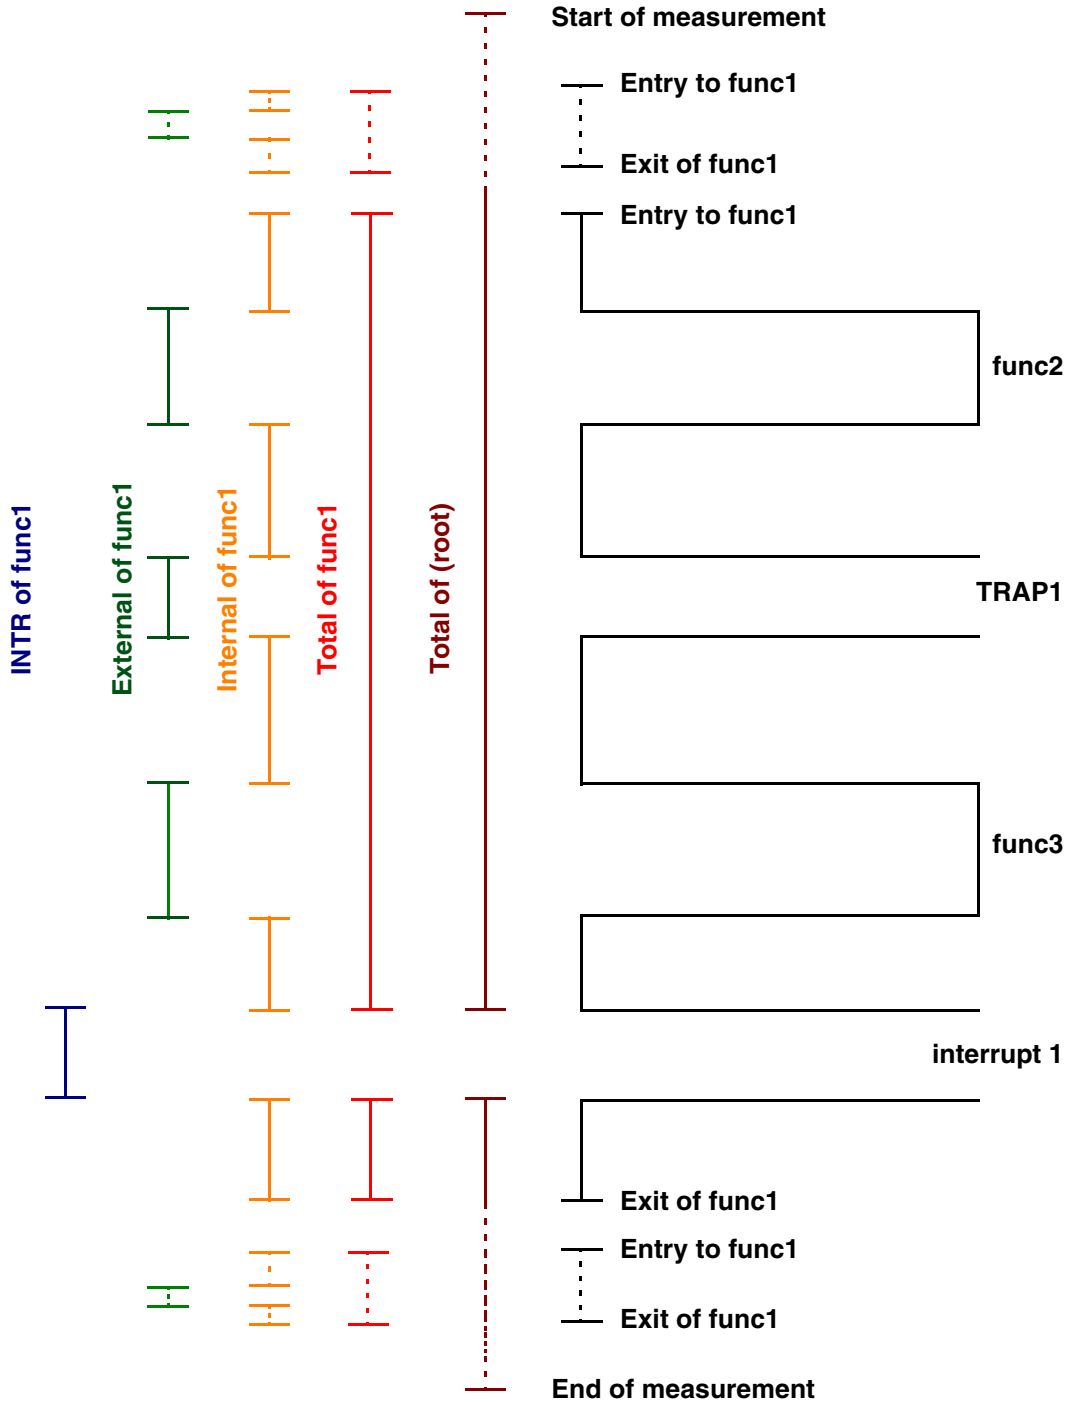 Start of measurement
Entry to func1
Exit of func1
Entry to func1
func2
INTR of func1
External of func1
Internal of func1
Total of func1
Total of (root)
TRAP1
func3
interrupt 1
Exit of func1
Entry to func1
Exit of func1
End of measurement